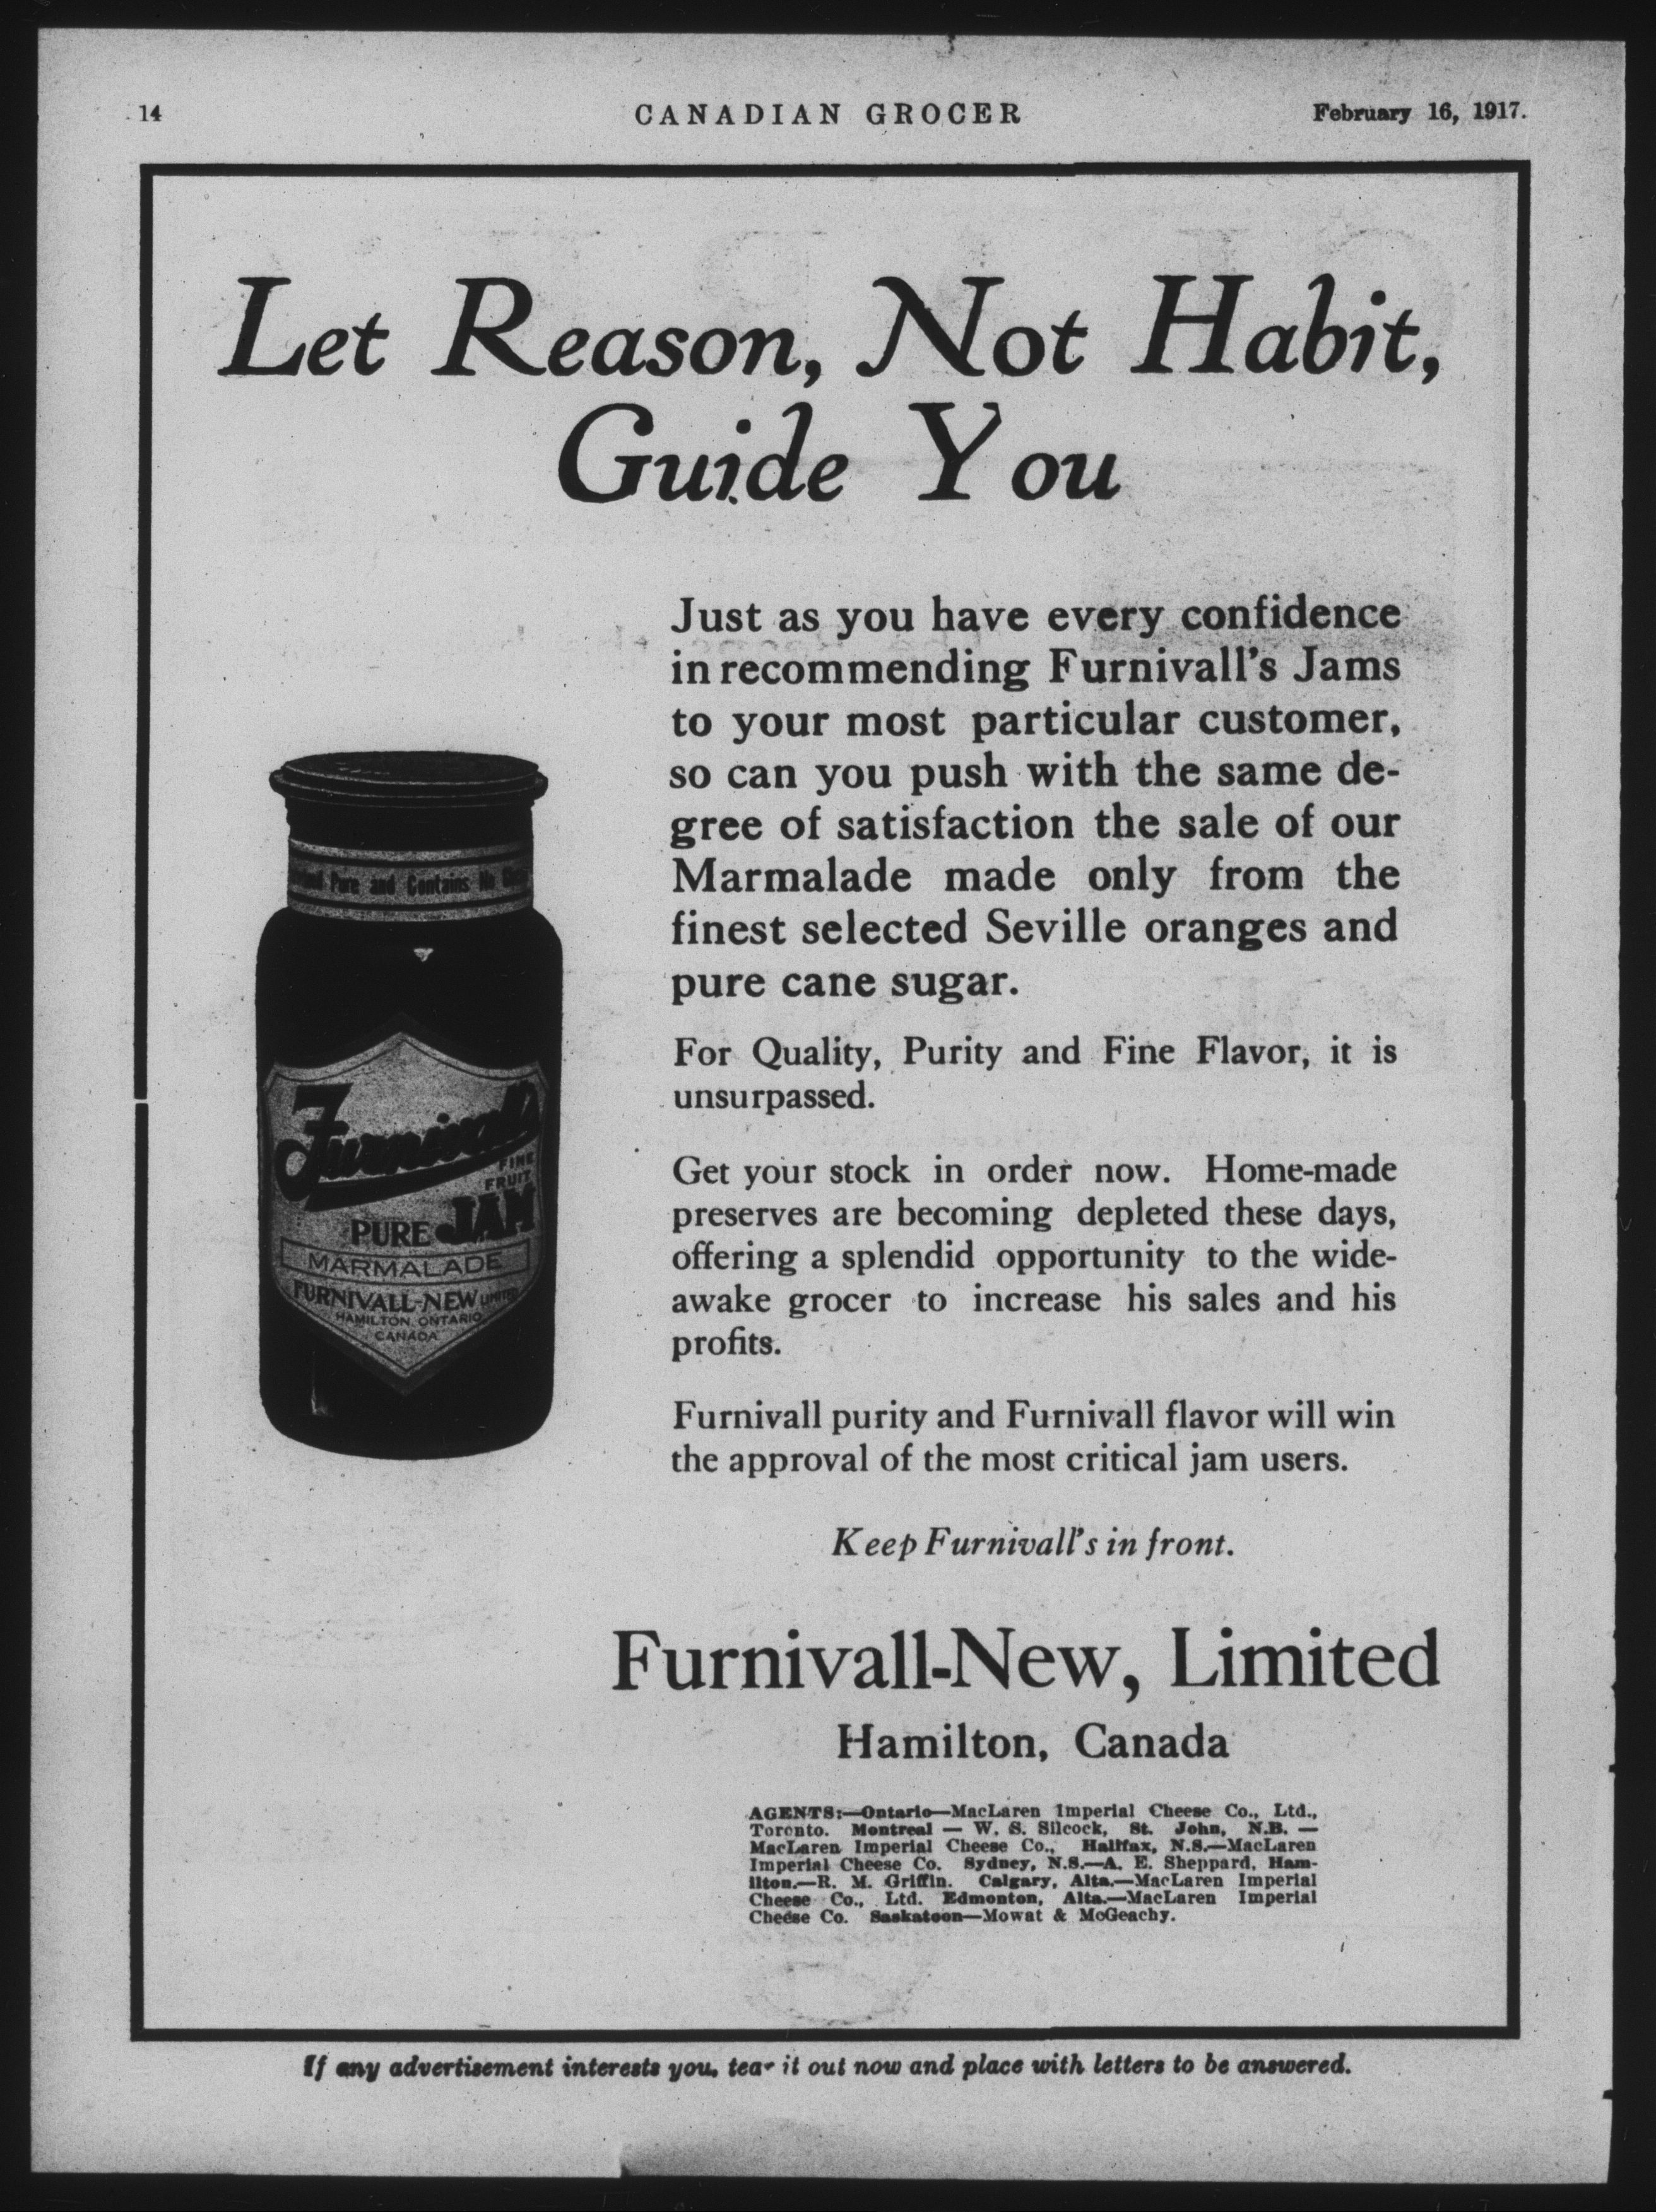 14
CANADIAN GROCER
February 16, 1917.
Let Reason, Not Habit,
Guide You
Just as you have every confidence
in recommending Furnivall's Jams
to your most particular customer,
so can you push with the same de-
gree of satisfaction the sale of our
Marmalade made only from the
finest selected Seville oranges and
pure cane sugar.
For Quality, Purity and Fine Flavor, it is
unsurpassed.
Get your stock in order now. Home-made
preserves are becoming depleted these days,
offering a splendid opportunity to the wide-
awake grocer to increase his sales and his
profits.
Furnivall purity and Furnivall flavor will win
the approval of the most critical jam users.
Keep Furnivall's in front.
Pure and Contains No
Furnivall's
FINE
FRUIT
PURE JAM
MARMALADE
FURNIVALL-NEW LIMITED
HAMILTON, ONTARIO
CANADA
Furnivall-New, Limited
Hamilton, Canada
AGENTS:—Ontario—MacLaren Imperial Cheese Co., Ltd.,
Toronto. Montreal — W. S. Silcock, St. John, N.B. —
MacLaren Imperial Cheese Co., Halifax, N.S.—MacLaren
Imperial Cheese Co. Sydney, N.S.—A. E. Sheppard, Ham-
ilton.—R. M. Griffin. Calgary, Alta.—MacLaren Imperial
Cheese Co., Ltd. Edmonton, Alta.—MacLaren Imperial
Cheese Co. Saskatoon—Mowat & McGeachy.
If any advertisement interests you, tear it out now and place with letters to be answered.